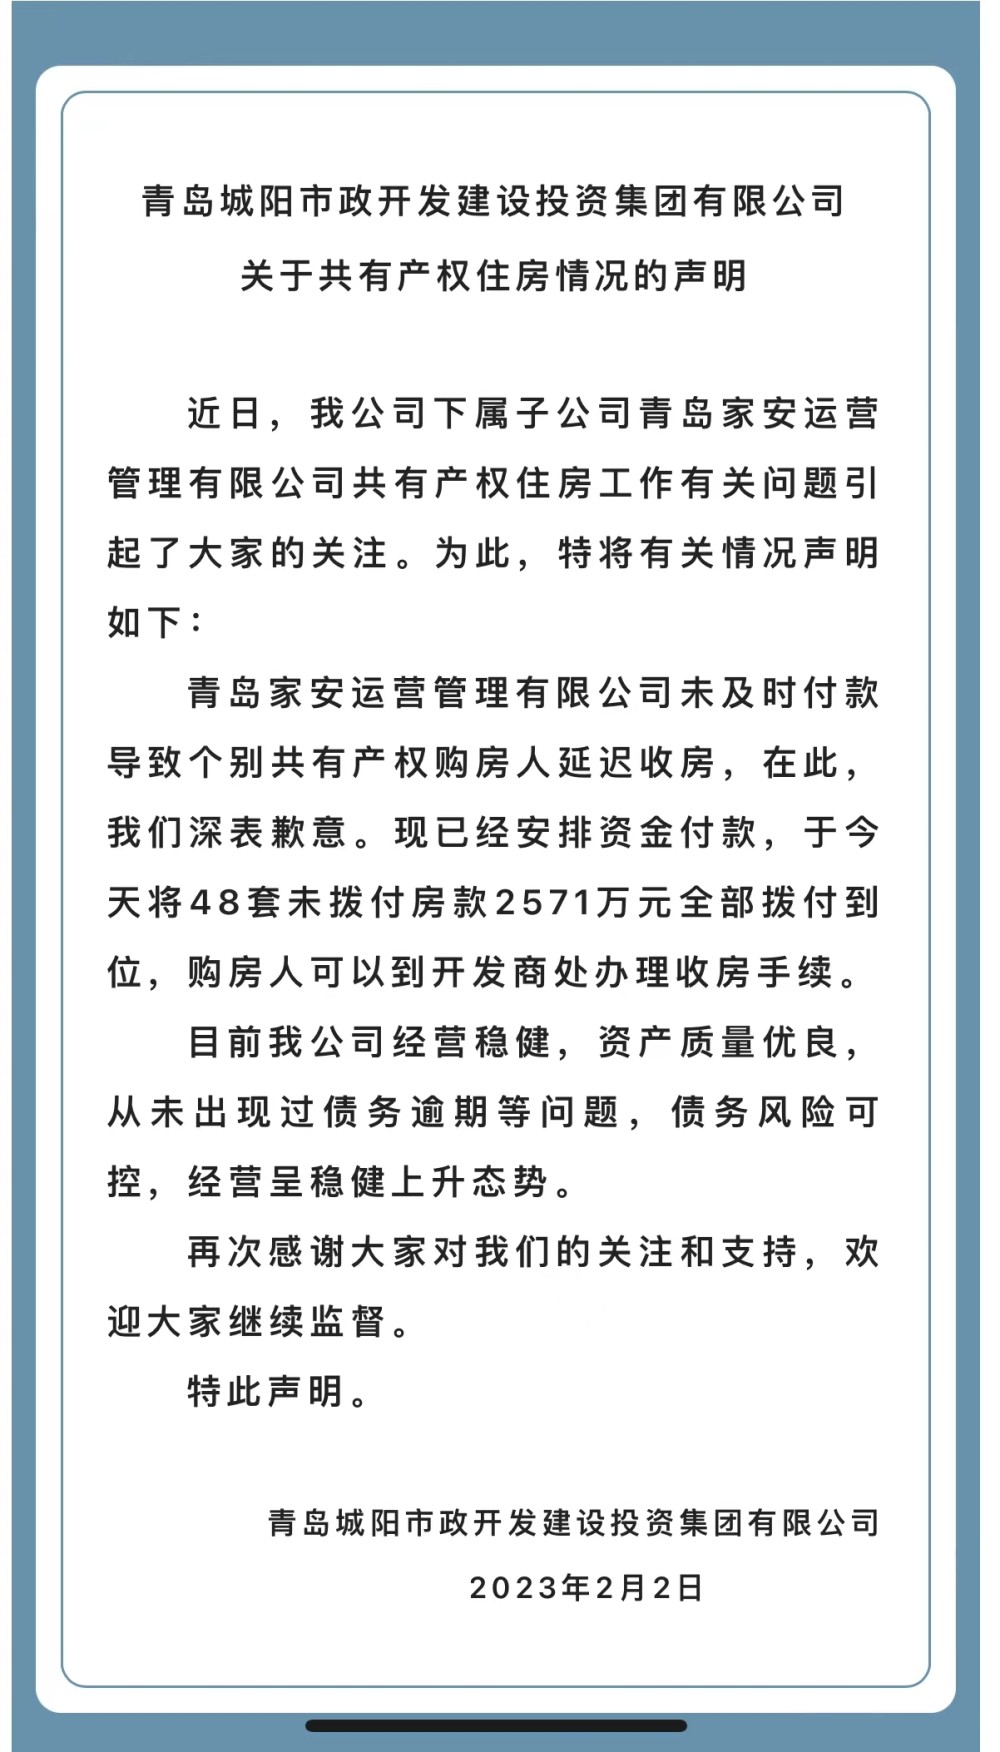 青岛城阳市政开发建设投资集团有限公司
关于共有产权住房情况的声明
近日，我公司下属子公司青岛家安运营
管理有限公司共有产权住房工作有关问题引
起了大家的关注。为此，特将有关情况声明
如下：
青岛家安运营管理有限公司未及时付款
导致个别共有产权购房人延迟收房，在此，
我们深表歉意。现已经安排资金付款，于今
天将48套未拨付房款2571万元全部拨付到
位，购房人可以到开发商处办理收房手续。
目前我公司经营稳健，资产质量优良，
从未出现过债务逾期等问题，债务风险可
控，经营呈稳健上升态势。
再次感谢大家对我们的关注和支持，欢
迎大家继续监督。
特此声明。
青岛城阳市政开发建设投资集团有限公司
2023年2月2日